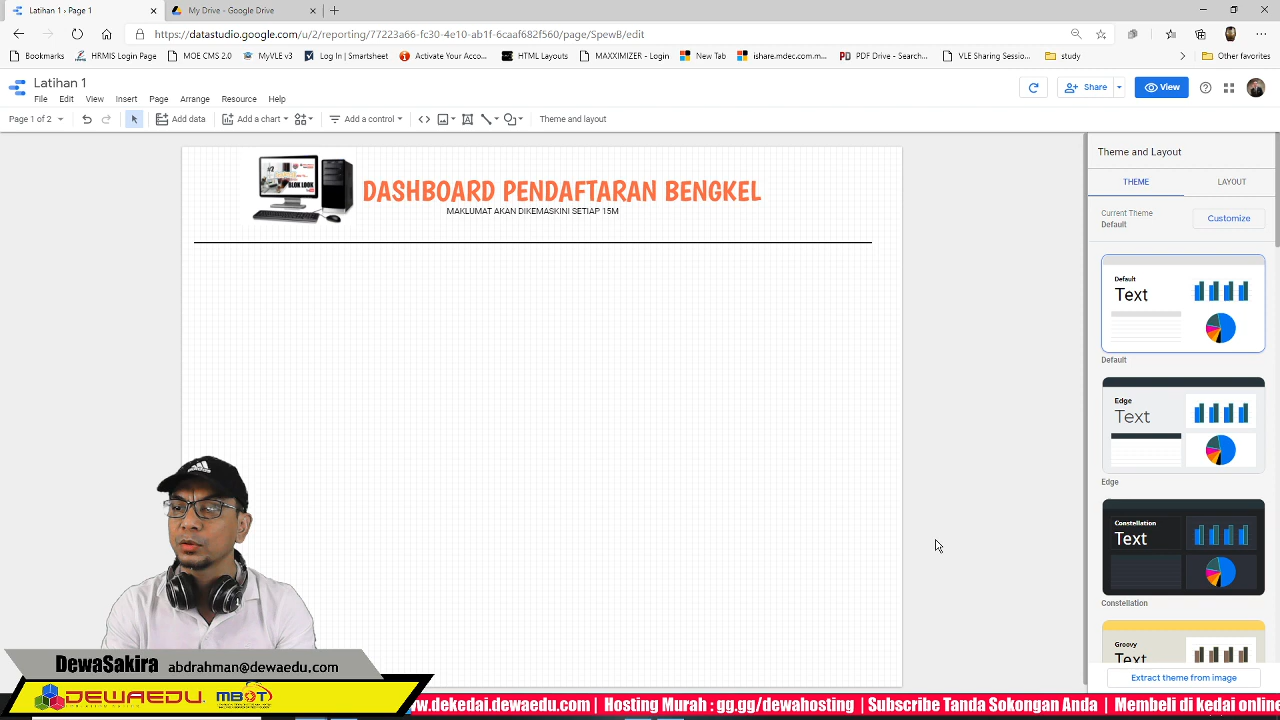 Latihan 1 › Page 1
My Drive - Google Drive
https://datastudio.google.com/u/2/reporting/77223a66-fc30-4e10-ab1f-6caaf682f560/page/SpewB/edit
Bookmarks
HRMIS Login Page
MOE CMS 2.0
MyVLE v3
Log In | Smartsheet
Activate Your Acco...
HTML Layouts
MAXXIMIZER - Login
New Tab
ishare.mdec.com.m...
PDF Drive - Search...
VLE Sharing Sessio...
study
Other favorites
Latihan 1
File Edit View Insert Page Arrange Resource Help
Share
View
Page 1 of 2
Add data
Add a chart
Add a control
Theme and layout
BLOK LOOK
DASHBOARD PENDAFTARAN BENGKEL
MAKLUMAT AKAN DIKEMASKINI SETIAP 15M
Theme and Layout
THEME LAYOUT
Current Theme
Default
Customize
Default
Text
Default
Edge
Text
Edge
Constellation
Text
Constellation
Groovy
Text
Extract theme from image
DewaSakira abdrahman@dewaedu.com
DEWAEDU
MBOT
w.dekedai.dewaedu.com | Hosting Murah : gg.gg/dewahosting | Subscribe Tanda Sokongan Anda | Membeli di kedai online